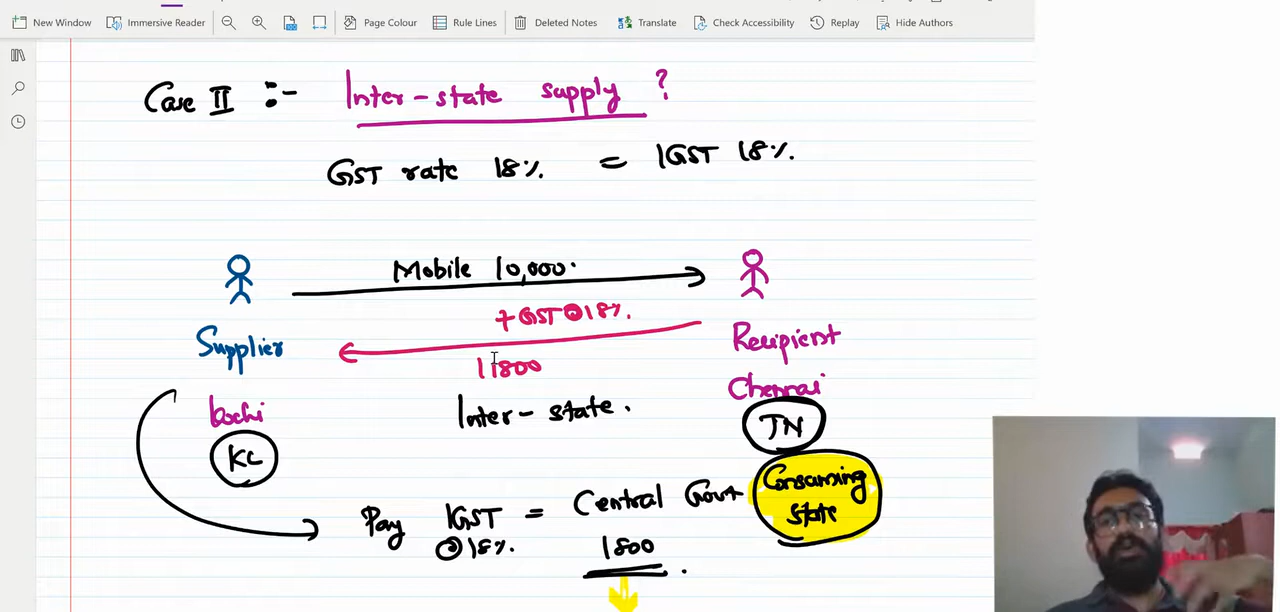 New Window Immersive Reader Page Colour Rule Lines Deleted Notes Translate Check Accessibility Replay Hide Authors
Case II :- Inter-state supply ?
GST rate 18% = IGST 18%.
Mobile 10,000.
+GST@18%.
11800
Supplier
Recipient
Kochi
Chennai
KL
Inter-state.
TN
Consuming
State
Pay IGST = Central Govt
@18%.
1800